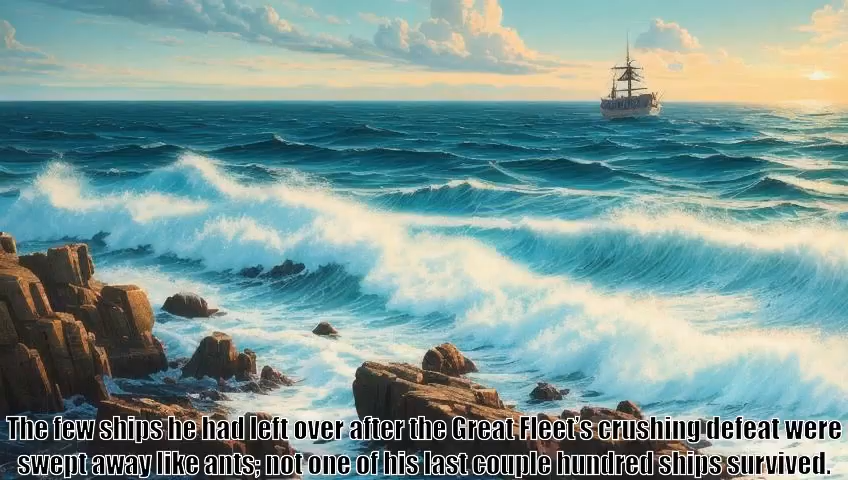 The few ships he had left over after the Great Fleet's crushing defeat were
swept away like ants; not one of his last couple hundred ships survived.